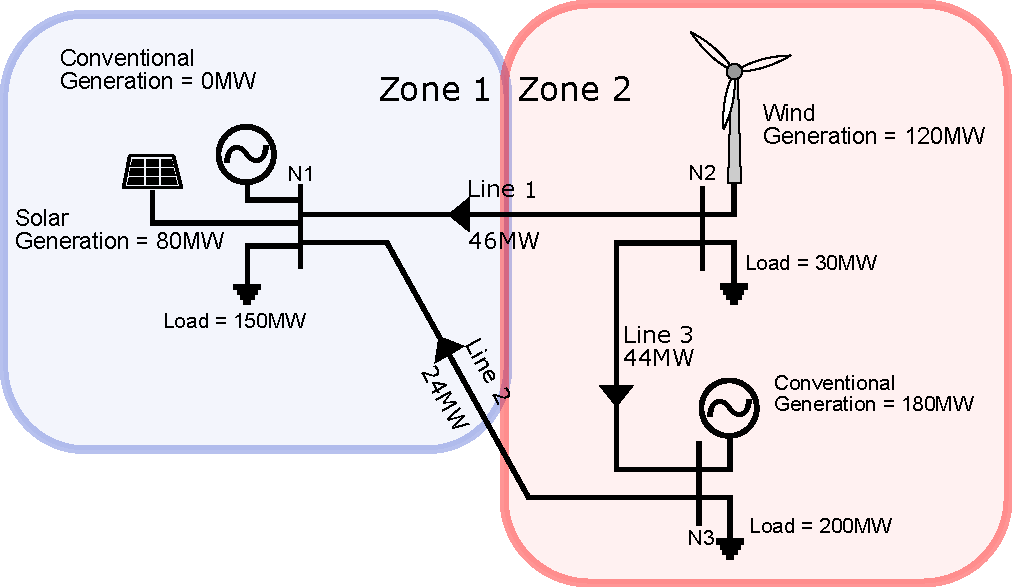 Conventional
Generation = 0MW
Zone 1
Zone 2
Wind
Generation = 120MW
N1
N2
Line 1
46MW
Solar
Generation = 80MW
Load = 30MW
Load = 150MW
Line 3
44MW
Line 2
24MW
Conventional
Generation = 180MW
Load = 200MW
N3